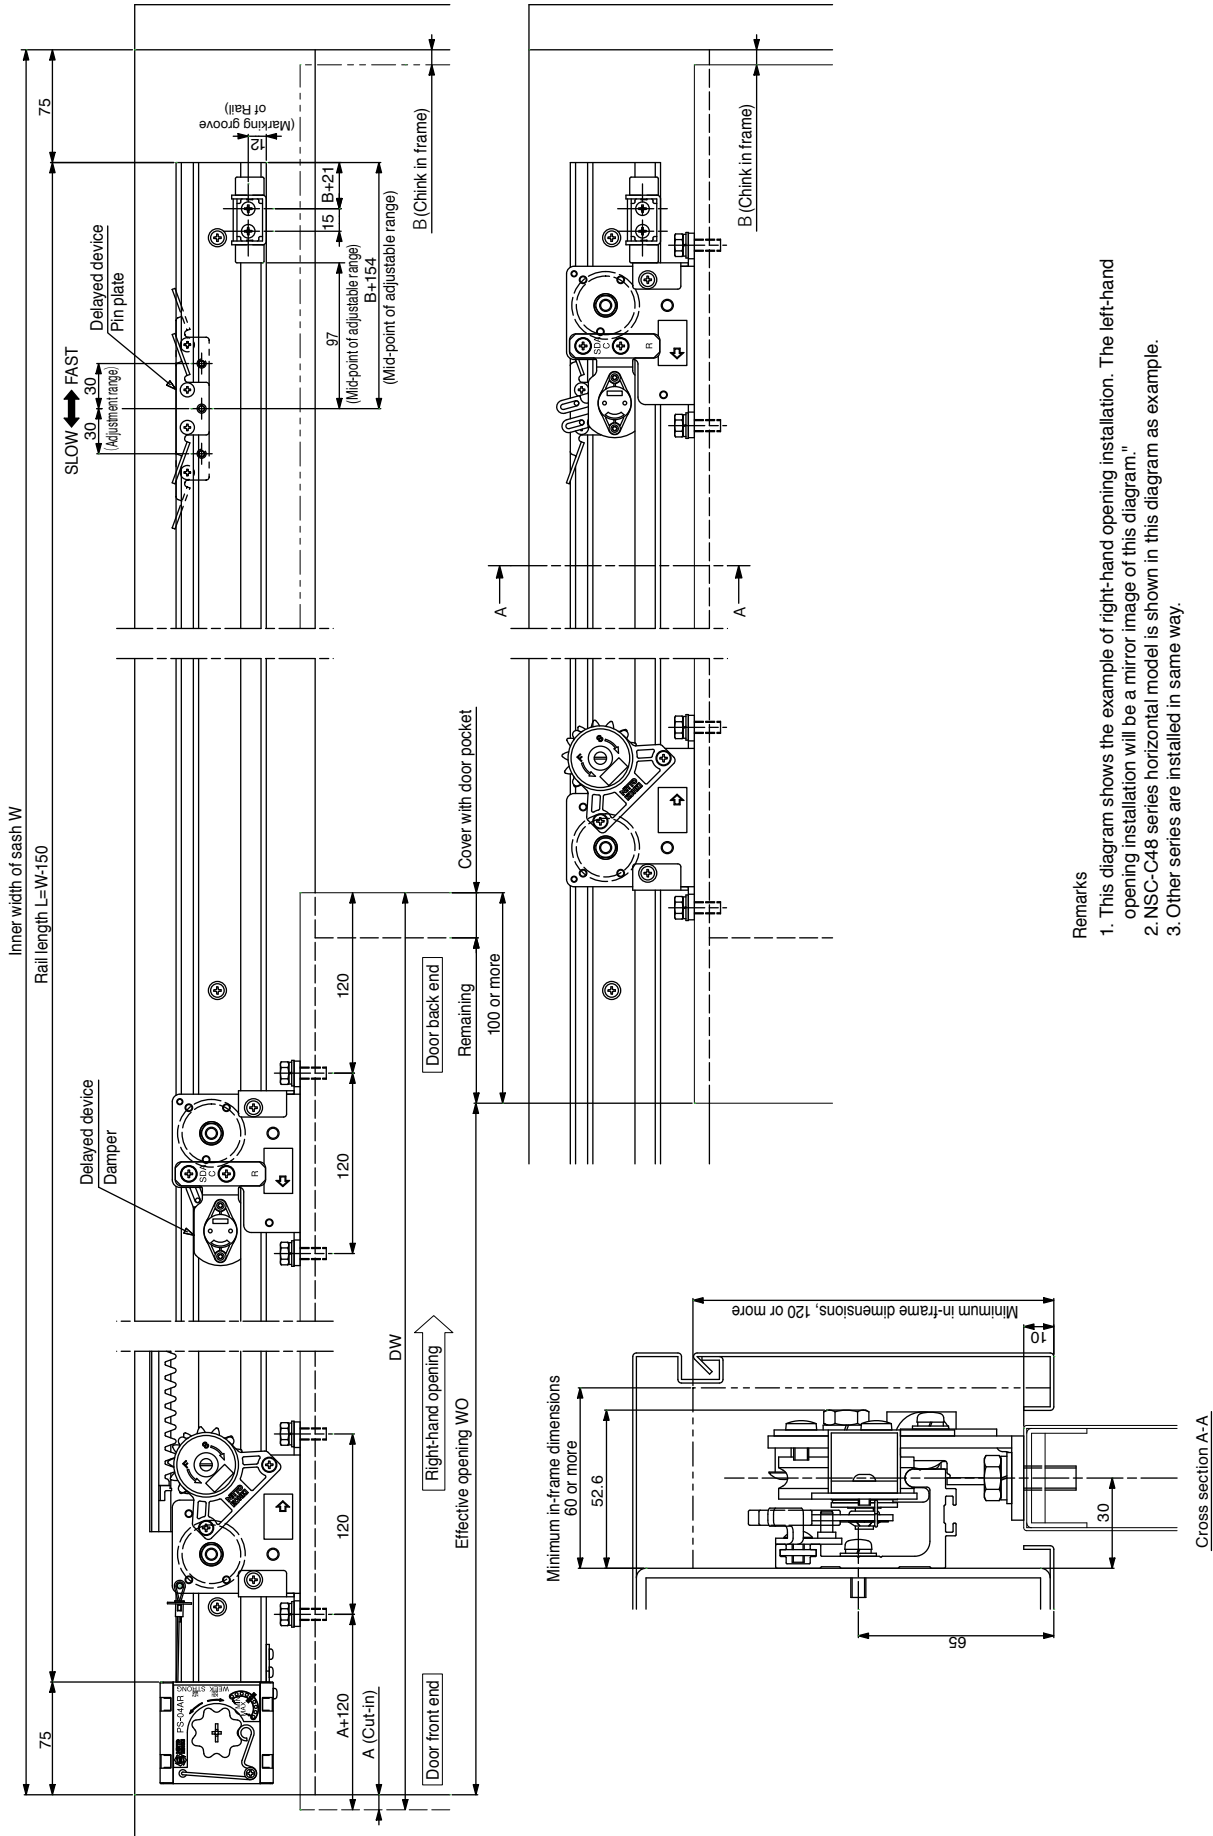 Inner width of sash W
Rail length L=W-150
75
75
SLOW FAST
30
30
(Adjustment range)
Delayed device
Pin plate
12
(Marking groove
of Rail)
97
15
B+21
(Mid-point of adjustable range)
B+154
(Mid-point of adjustable range)
B (Chink in frame)
Delayed device
Damper
SDA
C
R
PS-04AR
WEEK STRONG
MIN
MAX
F
S
A+120
120
120
120
A (Cut-in)
DW
Door front end
Right-hand opening
Door back end
Cover with door pocket
Effective opening WO
Remaining
100 or more
F
S
A
A
SDA
C
R
B (Chink in frame)
Minimum in-frame dimensions
60 or more
52.6
Minimum in-frame dimensions, 120 or more
10
65
30
Cross section A-A
Remarks
1. This diagram shows the example of right-hand opening installation. The left-hand
opening installation will be a mirror image of this diagram."
2. NSC-C48 series horizontal model is shown in this diagram as example.
3. Other series are installed in same way.